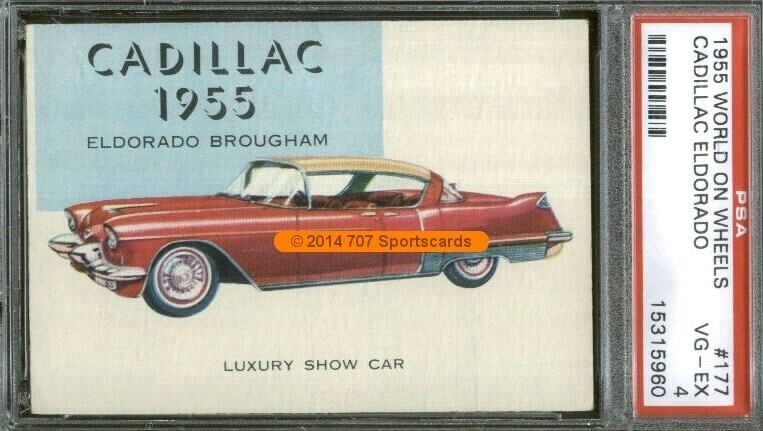 CADILLAC
1955
ELDORADO BROUGHAM
© 2014 707 Sportscards
LUXURY SHOW CAR
PSA
1955 WORLD ON WHEELS #177
CADILLAC ELDORADO VG-EX
4
15315960